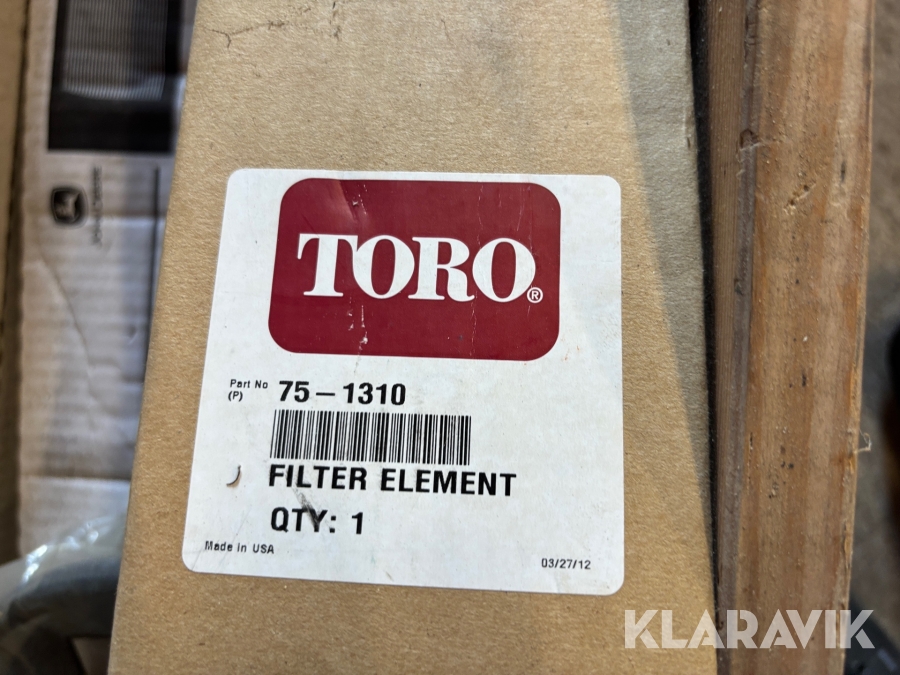 TORO®
Part No
(P) 75-1310
FILTER ELEMENT
QTY: 1
Made in USA
03/27/12
KLARAVIK